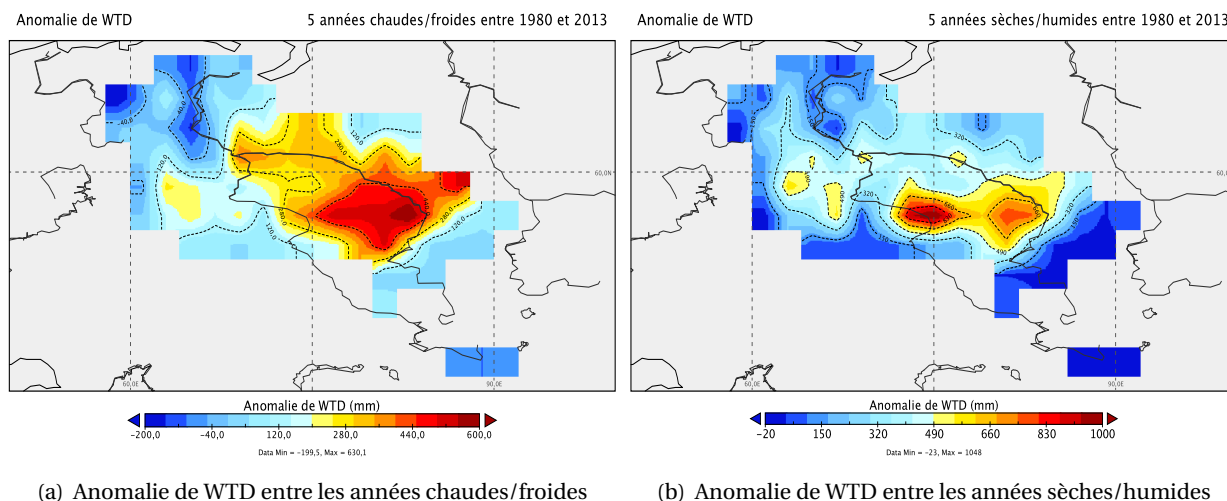 Anomalie de WTD
5 années chaudes/froides entre 1980 et 2013
60.0N
60.0E
90.0E
Anomalie de WTD (mm)
-200,0 -40,0 120,0 280,0 440,0 600,0
Data Min = -199,5, Max = 630,1
(a) Anomalie de WTD entre les années chaudes/froides
Anomalie de WTD
5 années sèches/humides entre 1980 et 2013
60.0N
60.0E
90.0E
Anomalie de WTD (mm)
-20 150 320 490 660 830 1000
Data Min = -23, Max = 1048
(b) Anomalie de WTD entre les années sèches/humides